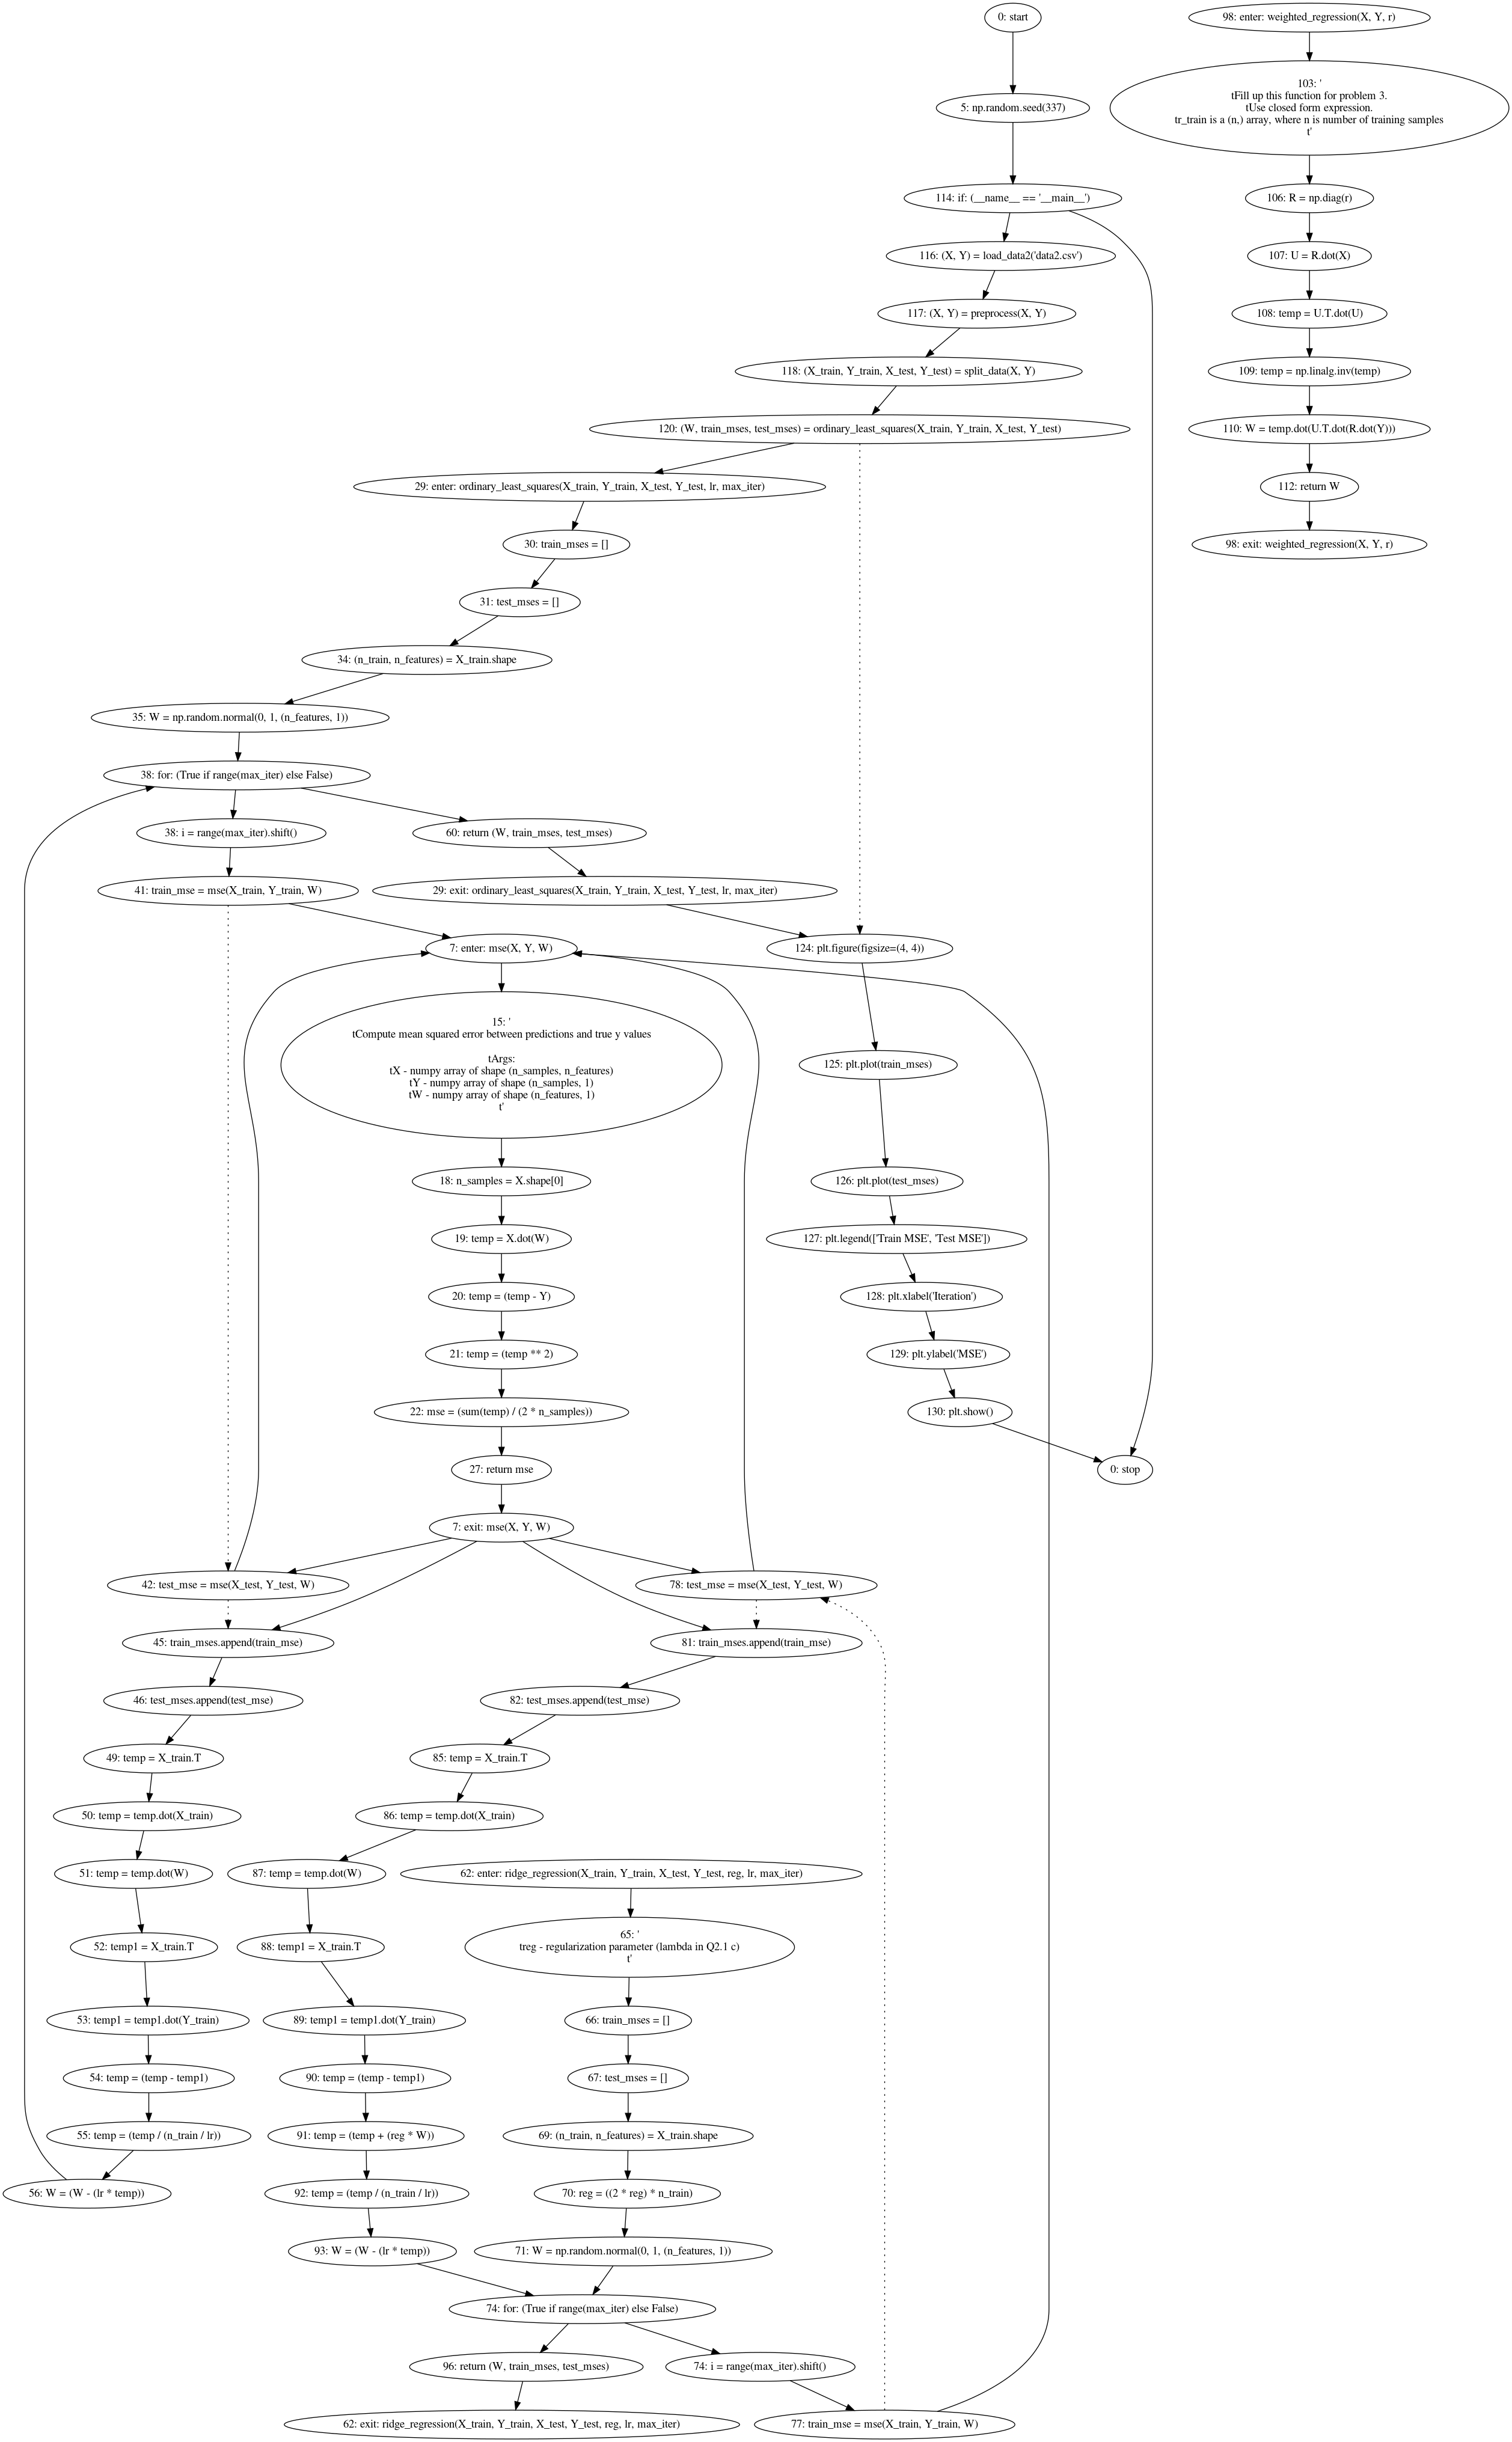 0: start
98: enter: weighted_regression(X, Y, r)
5: np.random.seed(337)
103: '
tFill up this function for problem 3.
tUse closed form expression.
tr_train is a (n,) array, where n is number of training samples
t'
114: if: (__name__ == '__main__')
106: R = np.diag(r)
116: (X, Y) = load_data2('data2.csv')
107: U = R.dot(X)
117: (X, Y) = preprocess(X, Y)
108: temp = U.T.dot(U)
118: (X_train, Y_train, X_test, Y_test) = split_data(X, Y)
109: temp = np.linalg.inv(temp)
120: (W, train_mses, test_mses) = ordinary_least_squares(X_train, Y_train, X_test, Y_test)
110: W = temp.dot(U.T.dot(R.dot(Y)))
29: enter: ordinary_least_squares(X_train, Y_train, X_test, Y_test, lr, max_iter)
112: return W
30: train_mses = []
98: exit: weighted_regression(X, Y, r)
31: test_mses = []
34: (n_train, n_features) = X_train.shape
35: W = np.random.normal(0, 1, (n_features, 1))
38: for: (True if range(max_iter) else False)
38: i = range(max_iter).shift()
60: return (W, train_mses, test_mses)
41: train_mse = mse(X_train, Y_train, W)
29: exit: ordinary_least_squares(X_train, Y_train, X_test, Y_test, lr, max_iter)
7: enter: mse(X, Y, W)
124: plt.figure(figsize=(4, 4))
15: '
tCompute mean squared error between predictions and true y values
tArgs:
tX - numpy array of shape (n_samples, n_features)
tY - numpy array of shape (n_samples, 1)
tW - numpy array of shape (n_features, 1)
t'
125: plt.plot(train_mses)
18: n_samples = X.shape[0]
126: plt.plot(test_mses)
19: temp = X.dot(W)
127: plt.legend(['Train MSE', 'Test MSE'])
20: temp = (temp - Y)
128: plt.xlabel('Iteration')
21: temp = (temp ** 2)
129: plt.ylabel('MSE')
22: mse = (sum(temp) / (2 * n_samples))
130: plt.show()
27: return mse
0: stop
7: exit: mse(X, Y, W)
42: test_mse = mse(X_test, Y_test, W)
78: test_mse = mse(X_test, Y_test, W)
45: train_mses.append(train_mse)
81: train_mses.append(train_mse)
46: test_mses.append(test_mse)
82: test_mses.append(test_mse)
49: temp = X_train.T
85: temp = X_train.T
50: temp = temp.dot(X_train)
86: temp = temp.dot(X_train)
51: temp = temp.dot(W)
87: temp = temp.dot(W)
62: enter: ridge_regression(X_train, Y_train, X_test, Y_test, reg, lr, max_iter)
52: temp1 = X_train.T
88: temp1 = X_train.T
65: '
treg - regularization parameter (lambda in Q2.1 c)
t'
53: temp1 = temp1.dot(Y_train)
89: temp1 = temp1.dot(Y_train)
66: train_mses = []
54: temp = (temp - temp1)
90: temp = (temp - temp1)
67: test_mses = []
55: temp = (temp / (n_train / lr))
91: temp = (temp + (reg * W))
69: (n_train, n_features) = X_train.shape
56: W = (W - (lr * temp))
92: temp = (temp / (n_train / lr))
70: reg = ((2 * reg) * n_train)
93: W = (W - (lr * temp))
71: W = np.random.normal(0, 1, (n_features, 1))
74: for: (True if range(max_iter) else False)
96: return (W, train_mses, test_mses)
74: i = range(max_iter).shift()
62: exit: ridge_regression(X_train, Y_train, X_test, Y_test, reg, lr, max_iter)
77: train_mse = mse(X_train, Y_train, W)